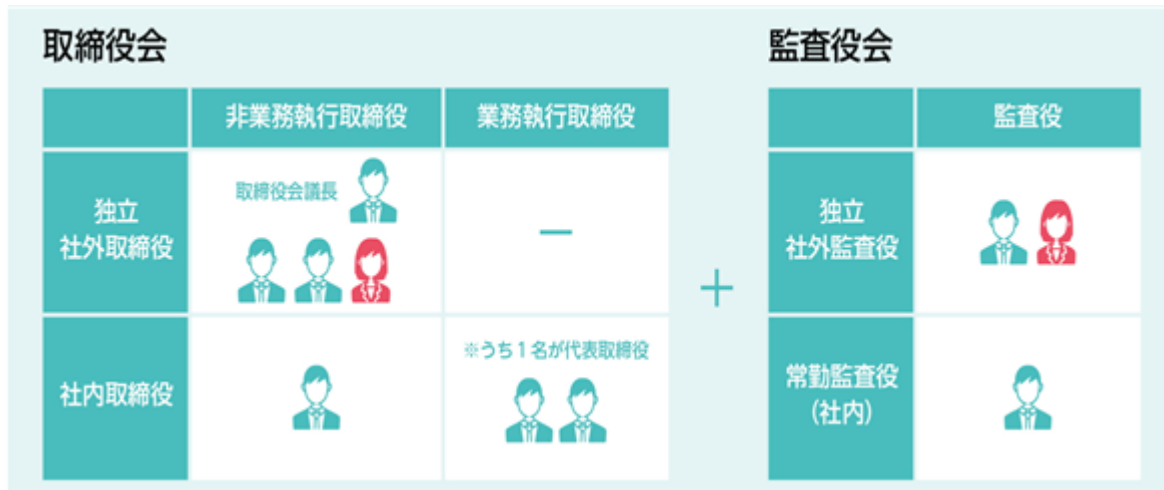 取締役会
監査役会
非業務執行取締役
業務執行取締役
監査役
独立
社外取締役
取締役会議長
―
独立
社外監査役
+
社内取締役
※うち1名が代表取締役
常勤監査役
(社内)